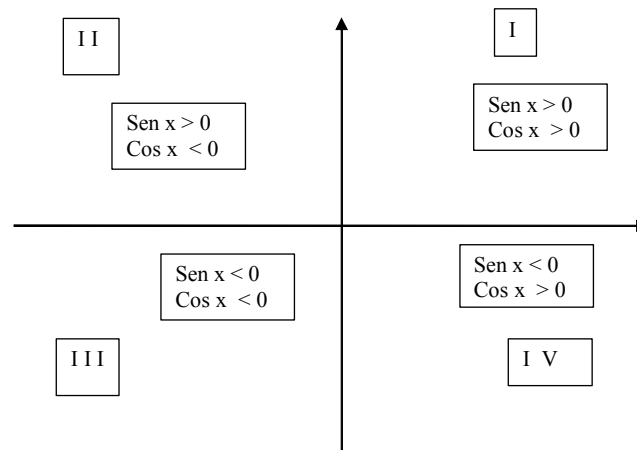 I I
I
Sen x > 0
Cos x < 0
Sen x > 0
Cos x > 0
Sen x < 0
Cos x < 0
Sen x < 0
Cos x > 0
I I I
I V